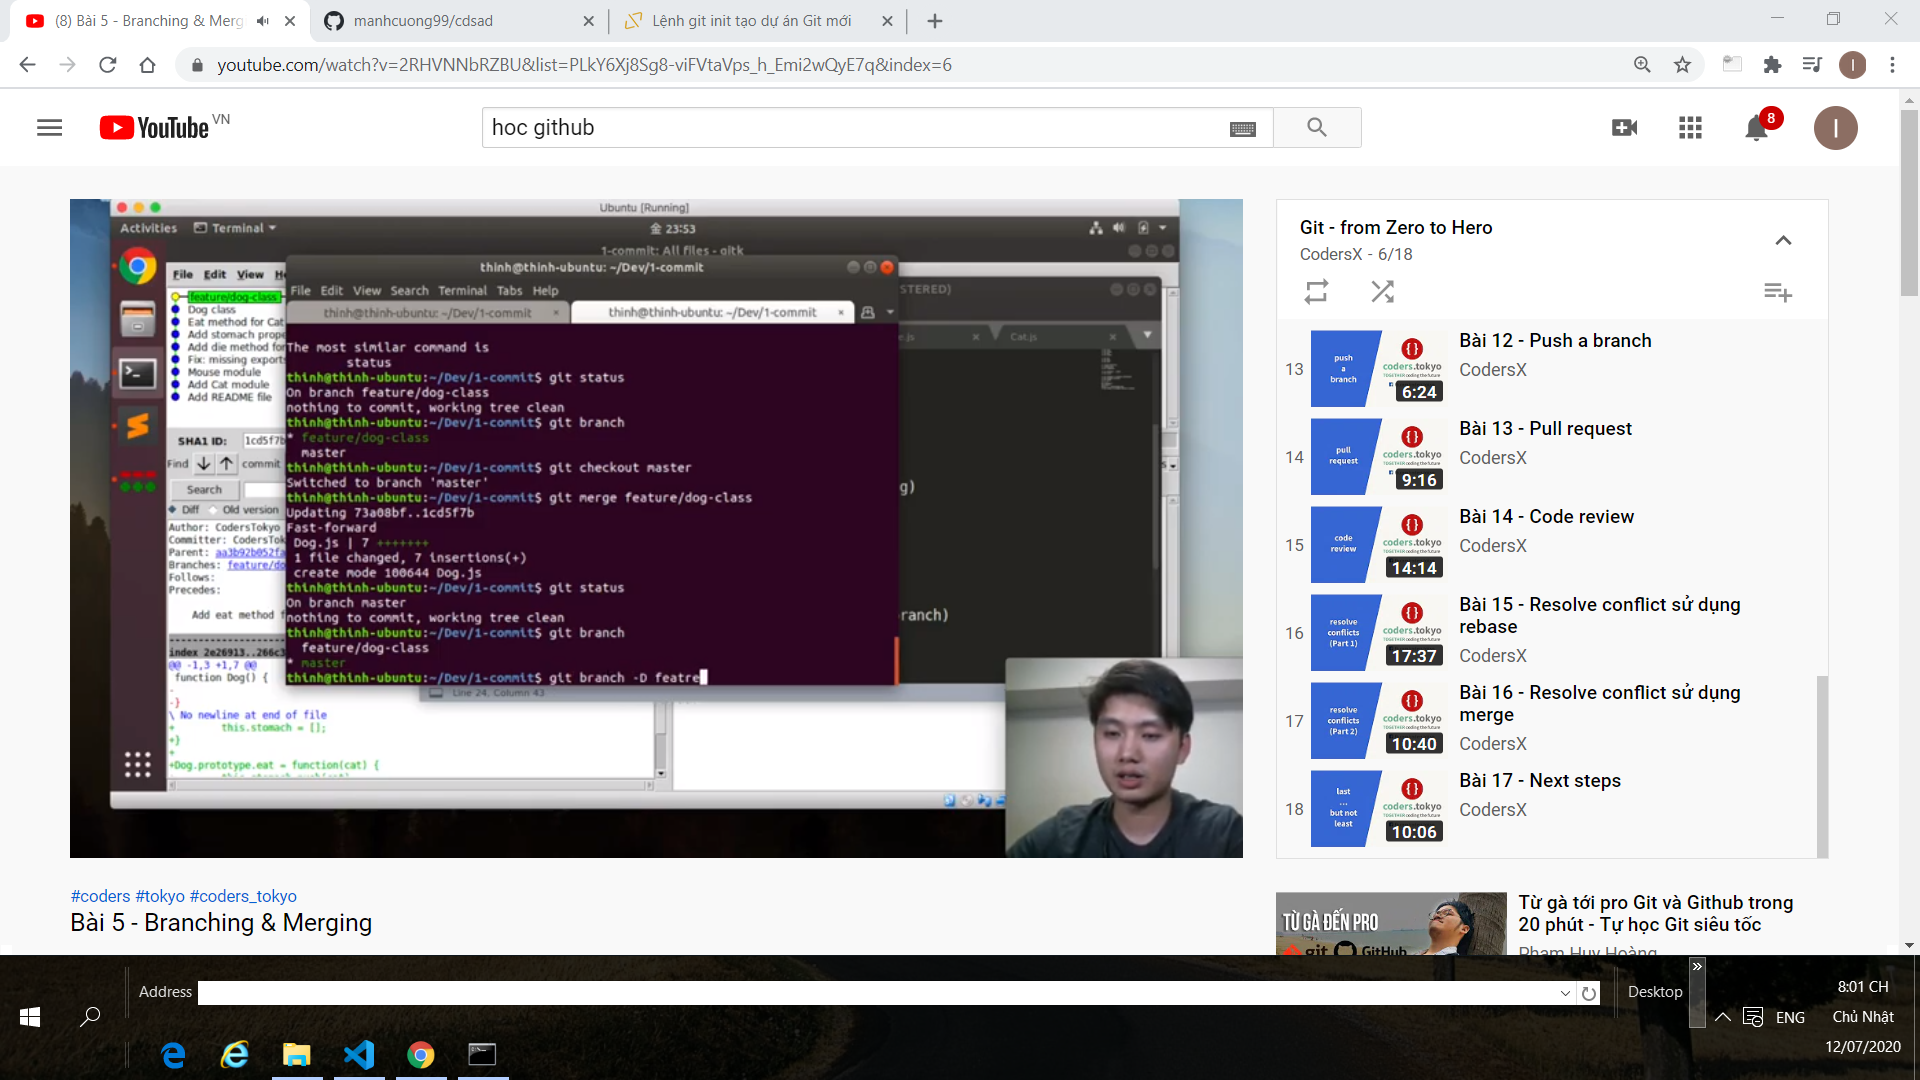 (8) Bài 5 - Branching & Merg
manhcuong99/cdsad
Lệnh git init tạo dự án Git mới
youtube.com/watch?v=2RHVNNbRZBU&list=PLkY6Xj8Sg8-viFVtaVps_h_Emi2wQyE7q&index=6
I
YouTube VN
hoc github
8
I
Ubuntu [Running]
Activities Terminal
金 23:53
1-commit: All files - gitk
thinh@thinh-ubuntu: ~/Dev/1-commit
File Edit View Search Terminal Tabs Help
thinh@thinh-ubuntu: ~/Dev/1-commit
thinh@thinh-ubuntu: ~/Dev/1-commit
The most similar command is
status
thinh@thinh-ubuntu:~/Dev/1-commit$ git status
On branch feature/dog-class
nothing to commit, working tree clean
thinh@thinh-ubuntu:~/Dev/1-commit$ git branch
* feature/dog-class
master
thinh@thinh-ubuntu:~/Dev/1-commit$ git checkout master
Switched to branch 'master'
thinh@thinh-ubuntu:~/Dev/1-commit$ git merge feature/dog-class
Updating 73a08bf..1cd5f7b
Fast-forward
Dog.js | 7 +++++++
1 file changed, 7 insertions(+)
create mode 100644 Dog.js
thinh@thinh-ubuntu:~/Dev/1-commit$ git status
On branch master
nothing to commit, working tree clean
thinh@thinh-ubuntu:~/Dev/1-commit$ git branch
feature/dog-class
* master
thinh@thinh-ubuntu:~/Dev/1-commit$ git branch -D featre
File Edit View He
feature/dog-class
Dog class
Eat method for Cat
Add stomach prope
Add die method for
Fix: missing exports
Mouse module
Add Cat module
Add README file
SHA1 ID: 1cd5f7b
Find commit
Search
Diff Old version
Author: CodersTokyo
Committer: CodersTok
Parent: aa3b92b052fa
Branches: feature/do
Follows:
Precedes:
Add eat method f
index 2e26913..266c3
@@ -1,3 +1,7 @@
function Dog() {
-
-}
\ No newline at end of file
+ this.stomach = [];
+}
+
+Dog.prototype.eat = function(cat) {
STERED)
Cat.js
ranch)
Line 24, Column 43
Git - from Zero to Hero
CodersX - 6/18
13
push
a
branch
coders.tokyo
6:24
Bài 12 - Push a branch
CodersX
14
pull
request
coders.tokyo
9:16
Bài 13 - Pull request
CodersX
15
code
review
coders.tokyo
14:14
Bài 14 - Code review
CodersX
16
resolve
conflicts
(Part 1)
coders.tokyo
17:37
Bài 15 - Resolve conflict sử dụng
rebase
CodersX
17
resolve
conflicts
(Part 2)
coders.tokyo
10:40
Bài 16 - Resolve conflict sử dụng
merge
CodersX
18
last
...
but not
least
coders.tokyo
10:06
Bài 17 - Next steps
CodersX
#coders #tokyo #coders_tokyo
Bài 5 - Branching & Merging
TỪ GÀ ĐẾN PRO
git GitHub
Từ gà tới pro Git và Github trong
20 phút - Tự học Git siêu tốc
Phạm Huy Hoàng
Address
Desktop
ENG
8:01 CH
Chủ Nhật
12/07/2020